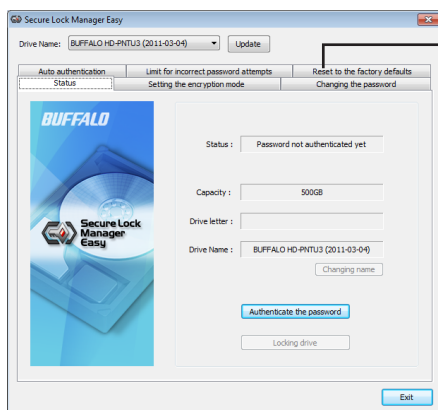 Secure Lock Manager Easy
Drive Name: BUFFALO HD-PNTU3 (2011-03-04) Update
Auto authentication Limit for incorrect password attempts Reset to the factory defaults
Status Setting the encryption mode Changing the password
BUFFALO
Secure Lock
Manager
Easy
Status : Password not authenticated yet
Capacity : 500GB
Drive letter :
Drive Name : BUFFALO HD-PNTU3 (2011-03-04)
Changing name
Authenticate the password
Locking drive
Exit